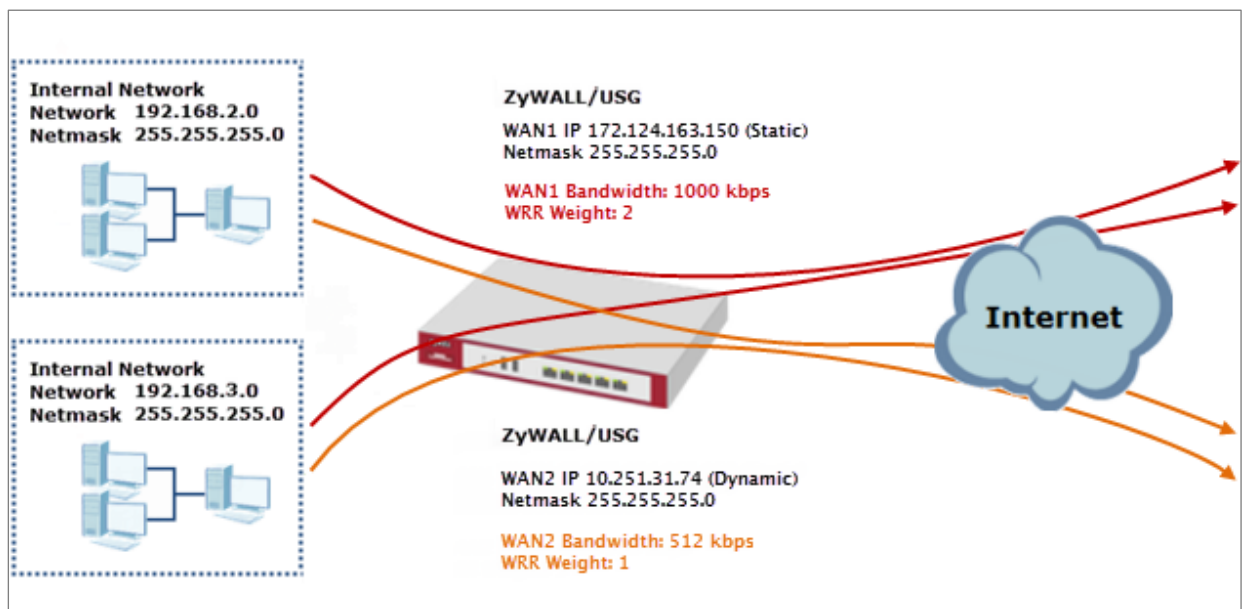 Internal Network
Network 192.168.2.0
Netmask 255.255.255.0
ZyWALL/USG
WAN1 IP 172.124.163.150 (Static)
Netmask 255.255.255.0
WAN1 Bandwidth: 1000 kbps
WRR Weight: 2
Internet
Internal Network
Network 192.168.3.0
Netmask 255.255.255.0
ZyWALL/USG
WAN2 IP 10.251.31.74 (Dynamic)
Netmask 255.255.255.0
WAN2 Bandwidth: 512 kbps
WRR Weight: 1